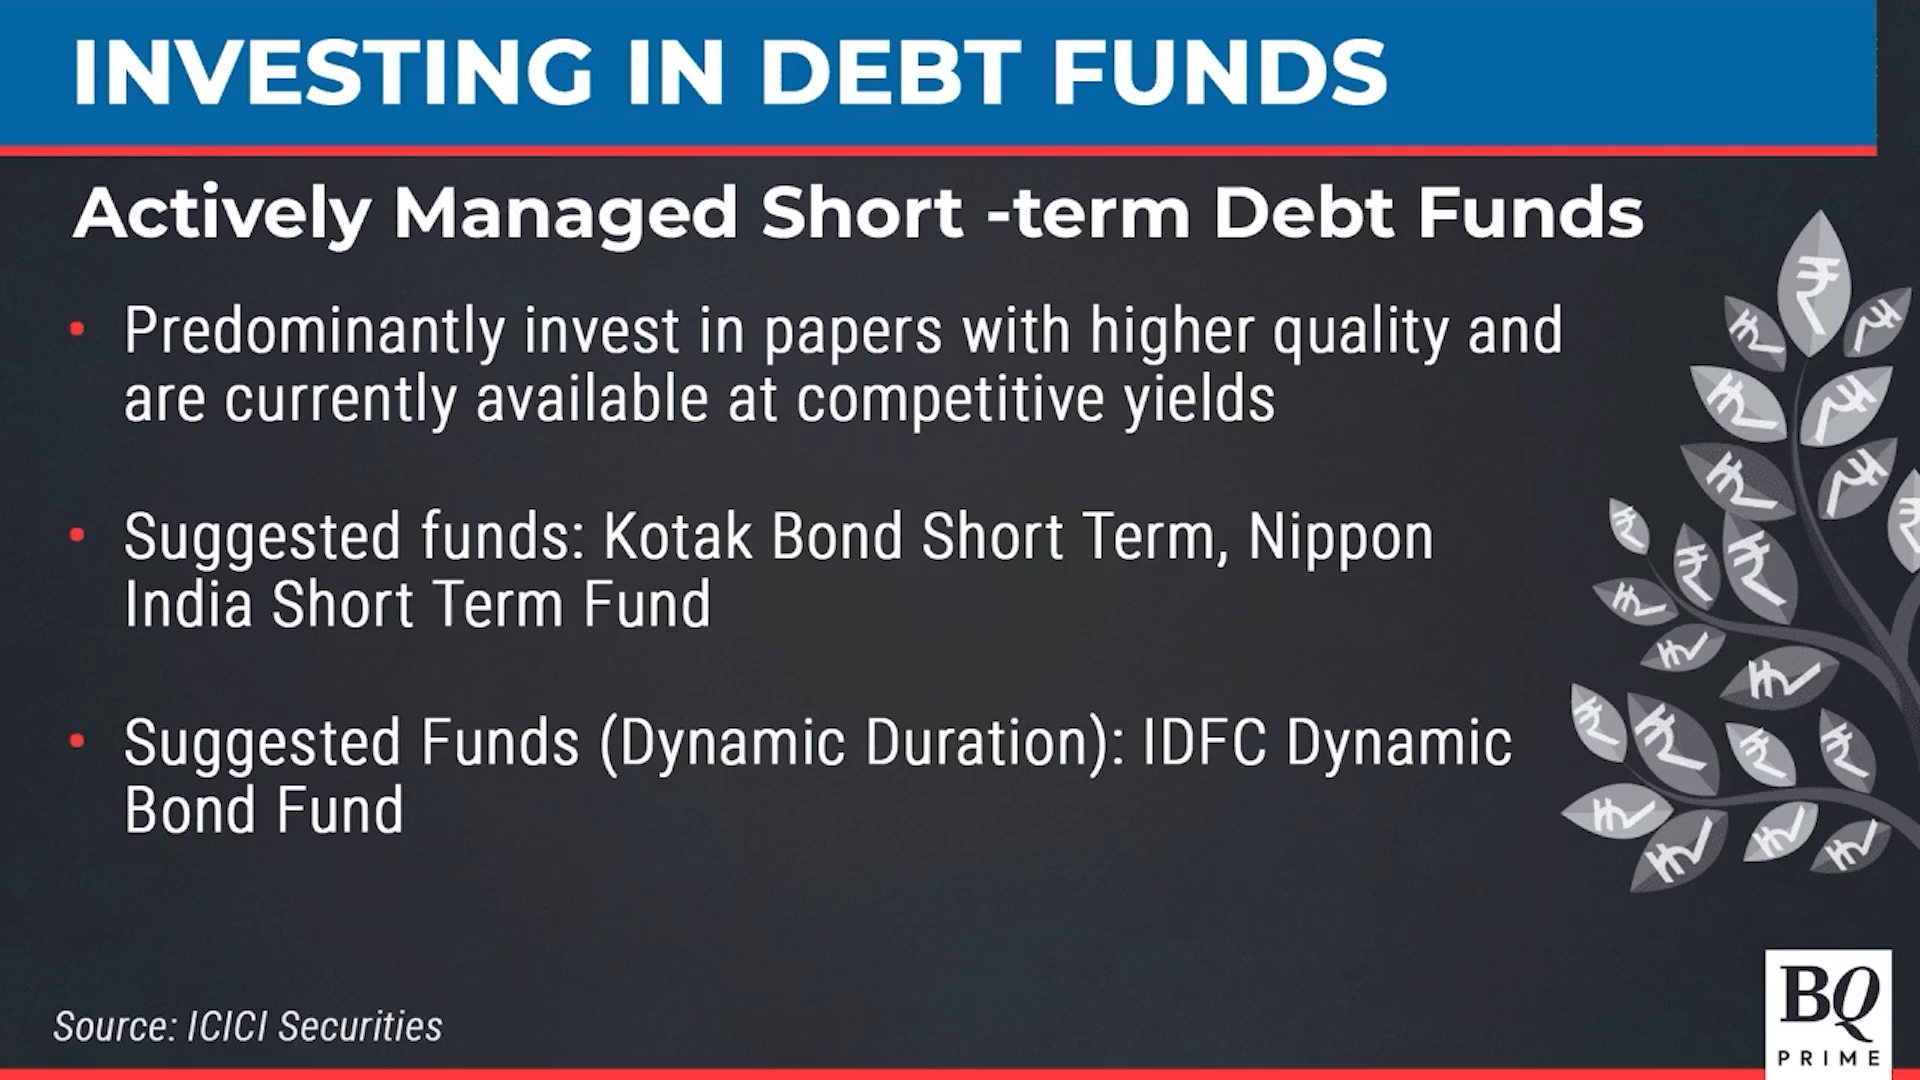 INVESTING IN DEBT FUNDS
Actively Managed Short -term Debt Funds
• Predominantly invest in papers with higher quality and
are currently available at competitive yields
• Suggested funds: Kotak Bond Short Term, Nippon
India Short Term Fund
• Suggested Funds (Dynamic Duration): IDFC Dynamic
Bond Fund
Source: ICICI Securities
BQ
PRIME